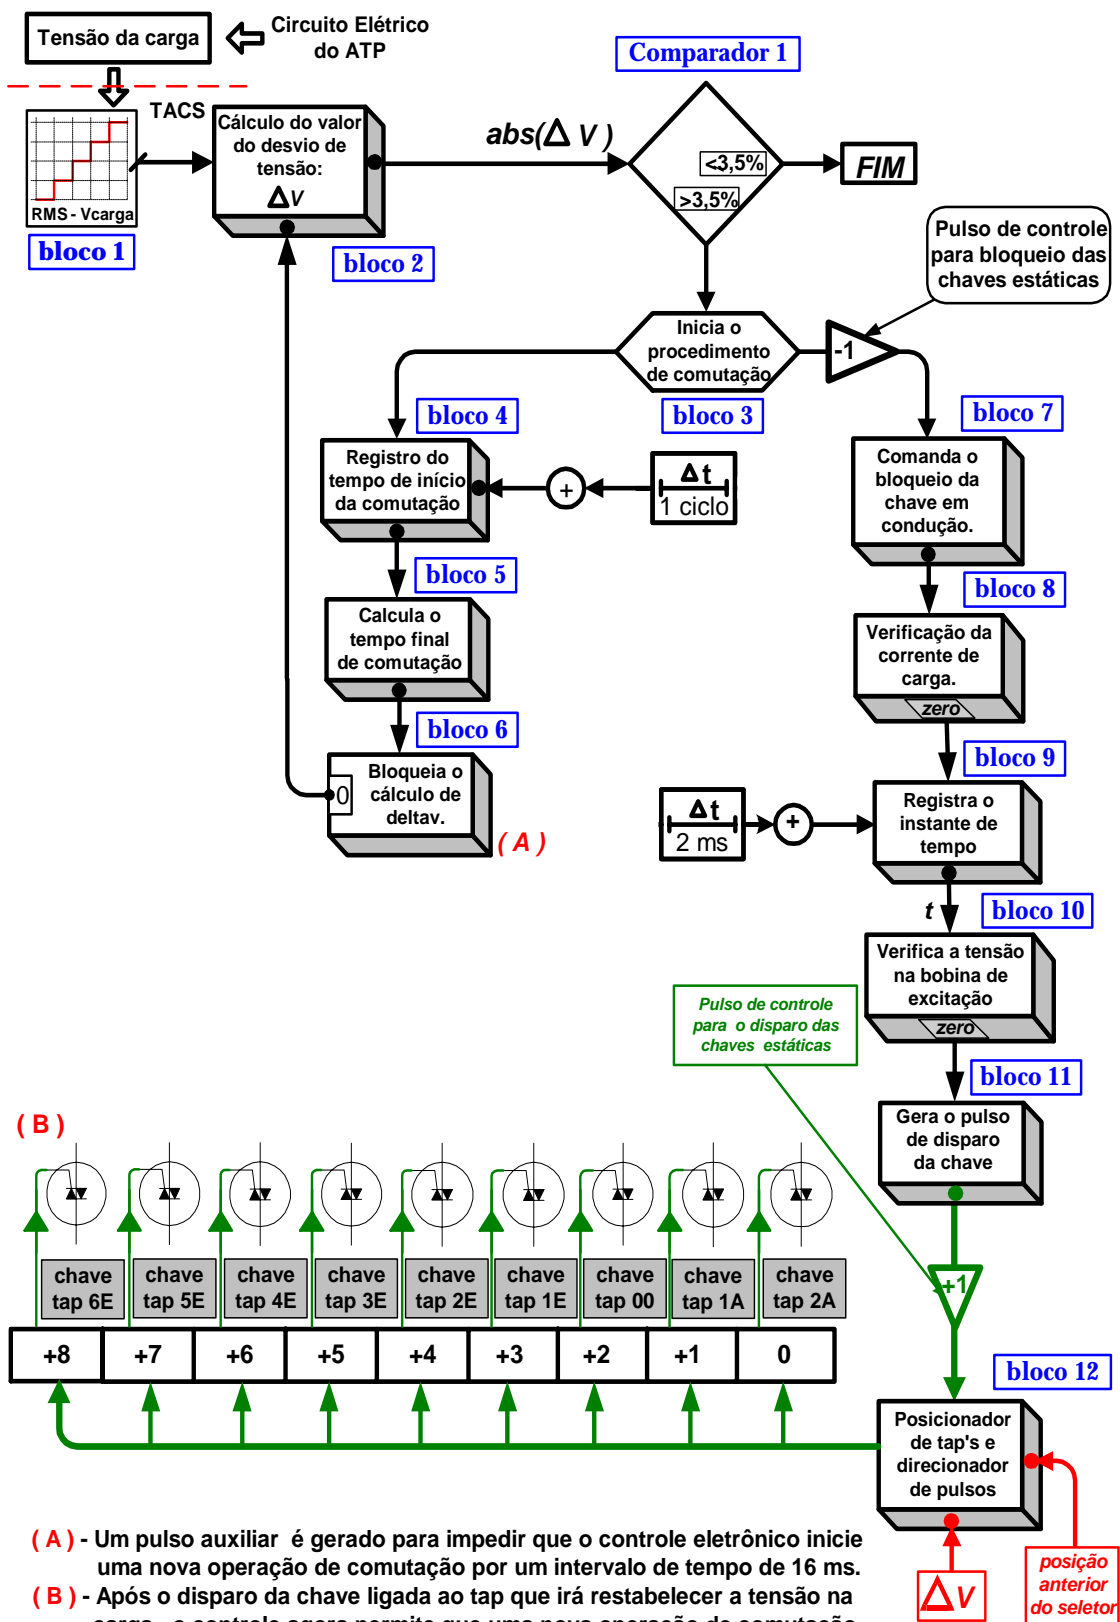 Tensão da carga
Circuito Elétrico
do ATP
Comparador 1
TACS
RMS - Vcarga
bloco 1
Cálculo do valor
do desvio de
tensão:
Δ V
bloco 2
abs(Δ V )
<3,5%
>3,5%
FIM
Pulso de controle
para bloqueio das
chaves estáticas
Inicia o
procedimento
de comutação
-1
bloco 3
bloco 4
bloco 7
Registro do
tempo de início
da comutação
+
Δ t
1 ciclo
Comanda o
bloqueio da
chave em
condução.
bloco 5
bloco 8
Calcula o
tempo final
de comutação
Verificação da
corrente de
carga.
zero
bloco 6
bloco 9
0
Bloqueia o
cálculo de
deltav.
( A )
Δ t
2 ms
+
Registra o
instante de
tempo
t
bloco 10
Verifica a tensão
na bobina de
excitação
zero
Pulso de controle
para o disparo das
chaves estáticas
bloco 11
Gera o pulso
de disparo
da chave
( B )
chave
tap 6E
chave
tap 5E
chave
tap 4E
chave
tap 3E
chave
tap 2E
chave
tap 1E
chave
tap 00
chave
tap 1A
chave
tap 2A
+1
+8 +7 +6 +5 +4 +3 +2 +1 0
bloco 12
Posicionador
de tap's e
direcionador
de pulsos
Δ V
posição
anterior
do seletor
( A ) - Um pulso auxiliar é gerado para impedir que o controle eletrônico inicie
uma nova operação de comutação por um intervalo de tempo de 16 ms.
( B ) - Após o disparo da chave ligada ao tap que irá restabelecer a tensão na
carga, o controle agora permite que uma nova operação de comutação